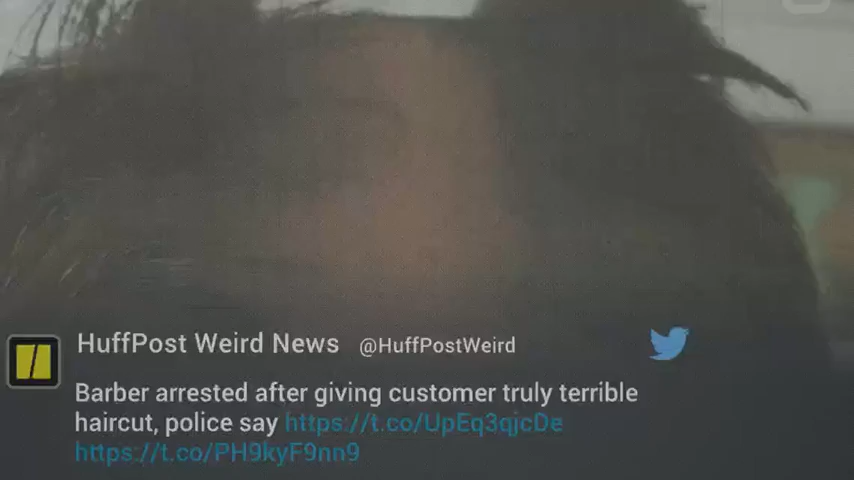 HuffPost Weird News @HuffPostWeird
Barber arrested after giving customer truly terrible
haircut, police say https://t.co/UpEq3qjcDe
https://t.co/PH9kyF9nn9